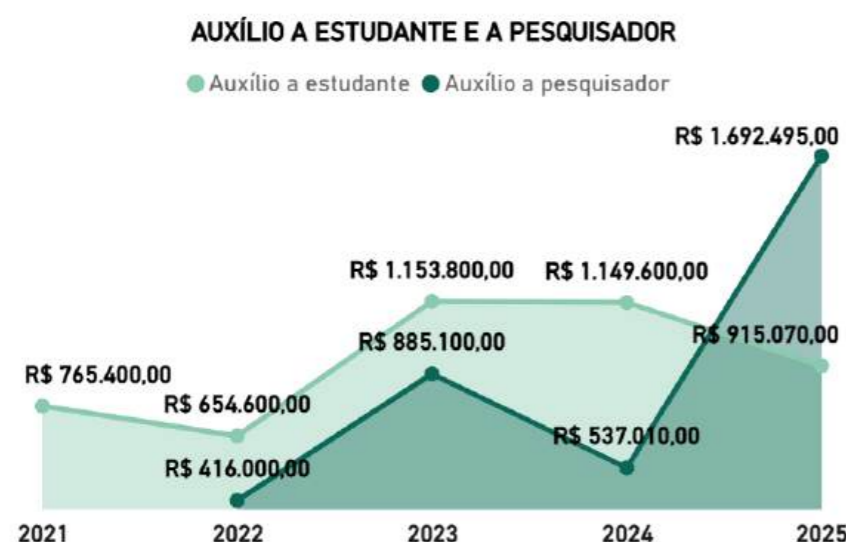 AUXÍLIO A ESTUDANTE E A PESQUISADOR
Auxílio a estudante Auxílio a pesquisador
R$ 1.692.495,00
R$ 1.153.800,00 R$ 1.149.600,00
R$ 885.100,00 R$ 915.070,00
R$ 765.400,00
R$ 654.600,00
R$ 537.010,00
R$ 416.000,00
2021 2022 2023 2024 2025